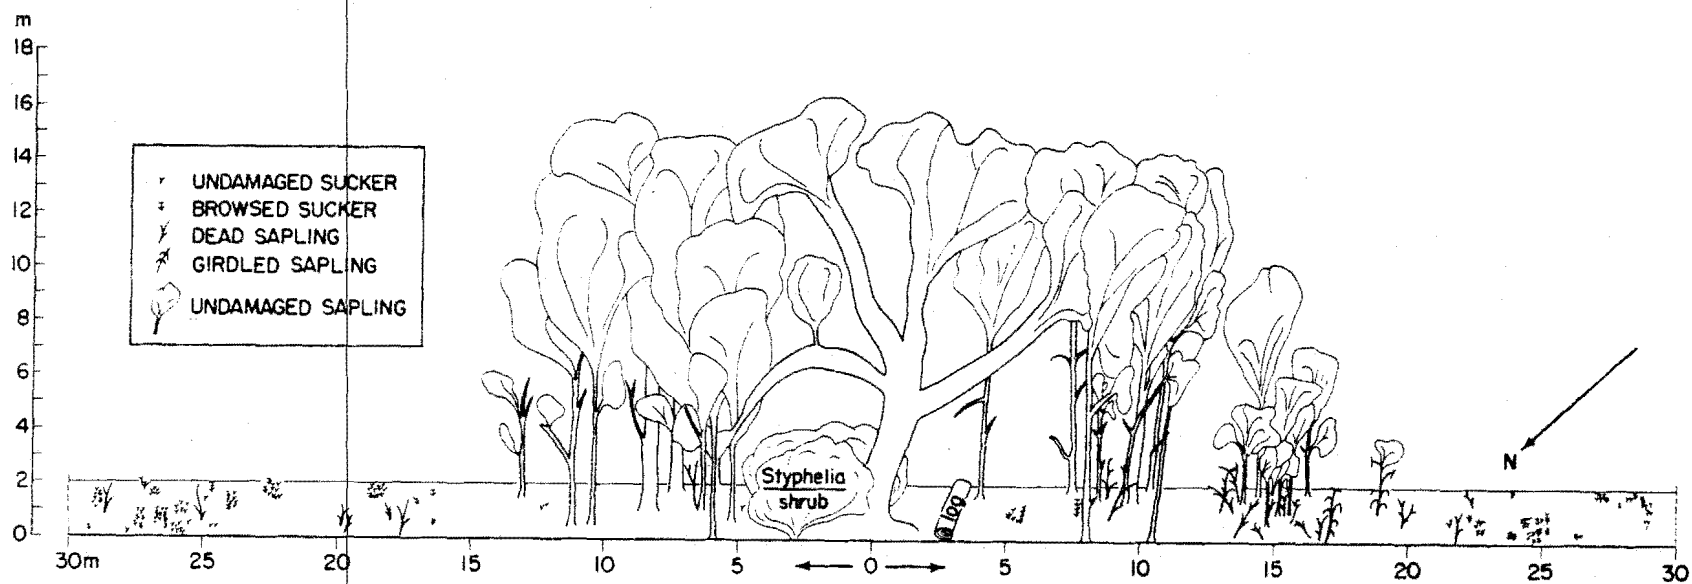 m
18
16
14
12
10
8
6
4
2
0
UNDAMAGED SUCKER
BROWSED SUCKER
DEAD SAPLING
GIRDLED SAPLING
UNDAMAGED SAPLING
Styphelia
shrub
log
N
30m 25 20 15 10 5 0 5 10 15 20 25 30